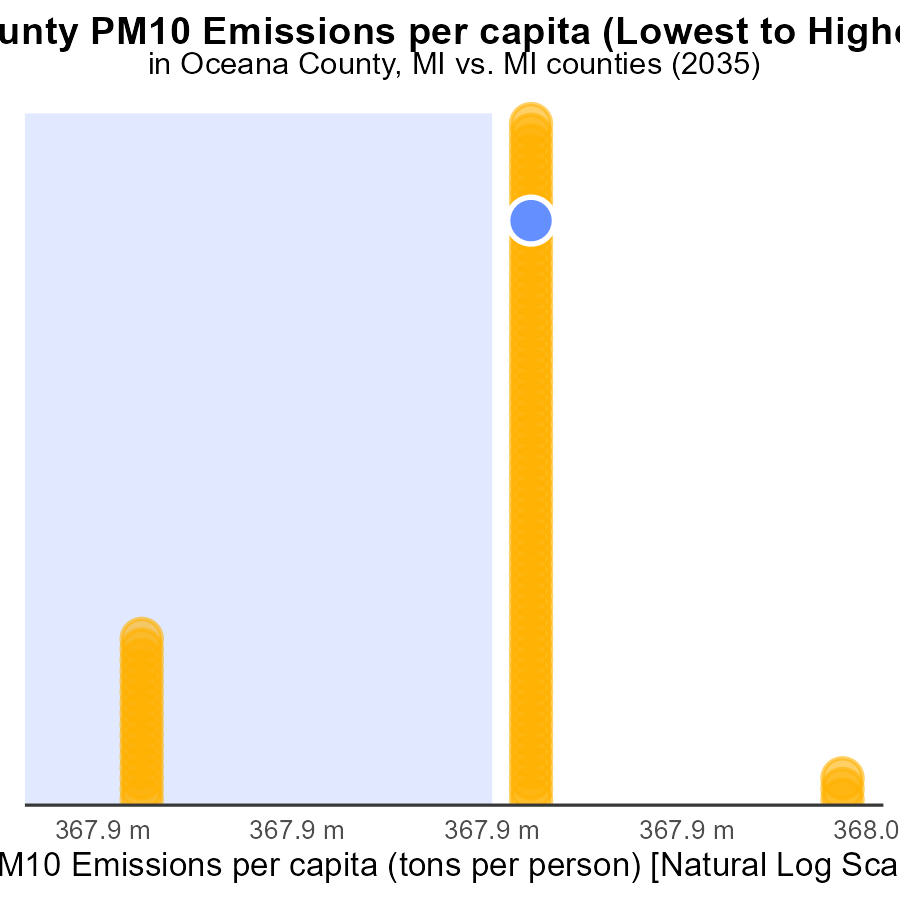 unty PM10 Emissions per capita (Lowest to Highe
in Oceana County, MI vs. MI counties (2035)
367.9 m 367.9 m 367.9 m 367.9 m 368.0
M10 Emissions per capita (tons per person) [Natural Log Sca